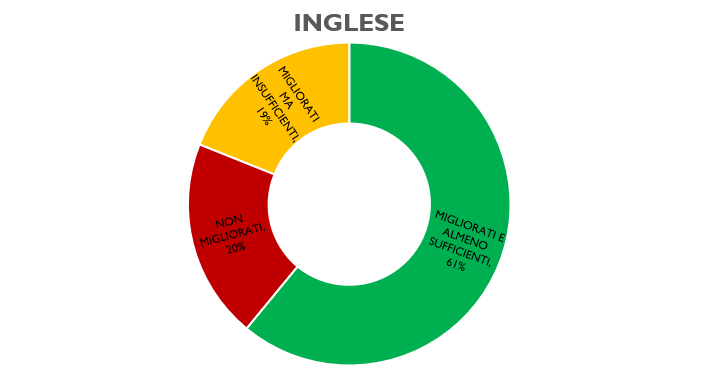 INGLESE
MIGLIORATI
MA
INSUFFICIENTI,
19%
NON
MIGLIORATI,
20%
MIGLIORATI E
ALMENO
SUFFICIENTI,
61%